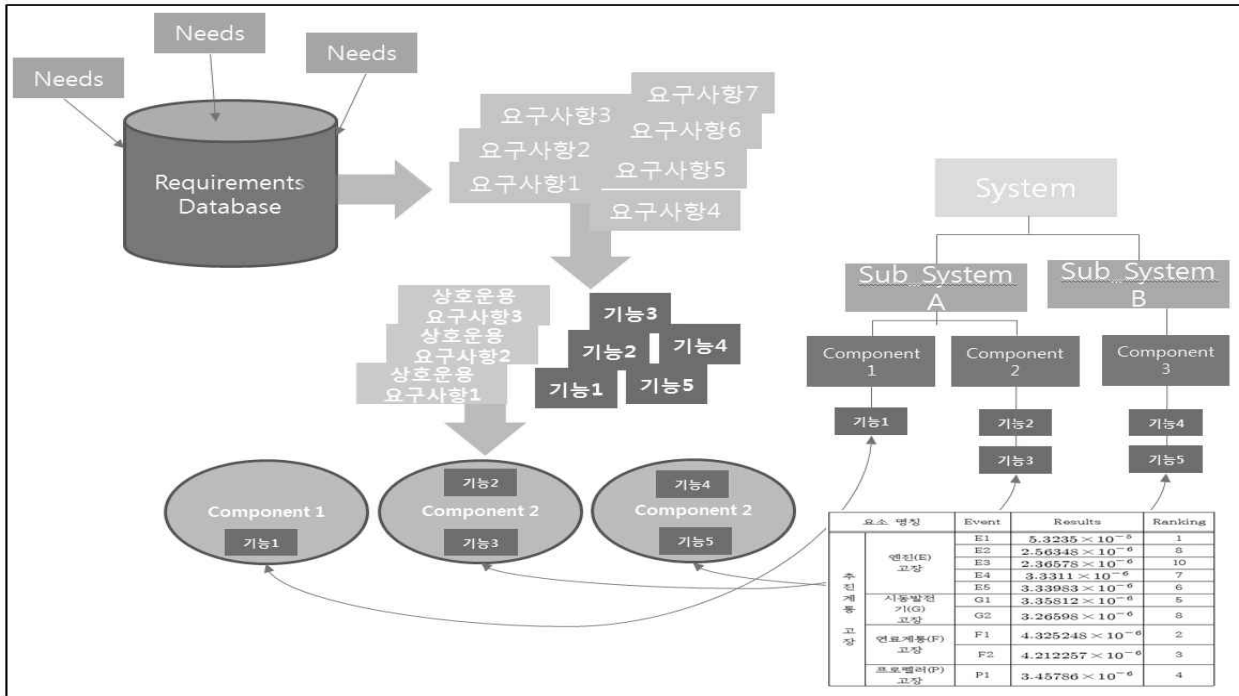 Needs
Needs
Needs
Requirements
Database
요구사항7
요구사항3
요구사항6
요구사항2
요구사항5
요구사항1
요구사항4
상호운용
요구사항3
상호운용
요구사항2
상호운용
요구사항1
기능3
기능2
기능4
기능1
기능5
Component 1
기능1
기능2
Component 2
기능3
기능4
Component 2
기능5
System
Sub_System
A
Sub_System
B
Component
1
Component
2
Component
3
기능1
기능2
기능3
기능4
기능5
요소 명칭 Event Results Ranking
추진계통 고장
엔진(E)
고장
E1 5.3235×10⁻⁵ 1
E2 2.56348×10⁻⁶ 8
E3 2.36578×10⁻⁶ 10
E4 3.3311×10⁻⁶ 7
E5 3.33983×10⁻⁶ 6
시동발전
기(G)
고장
G1 3.35812×10⁻⁶ 5
G2 3.26598×10⁻⁶ 8
연료계통(F)
고장
F1 4.325248×10⁻⁶ 2
F2 4.212257×10⁻⁶ 3
프로펠러(P)
고장
P1 3.45786×10⁻⁶ 4